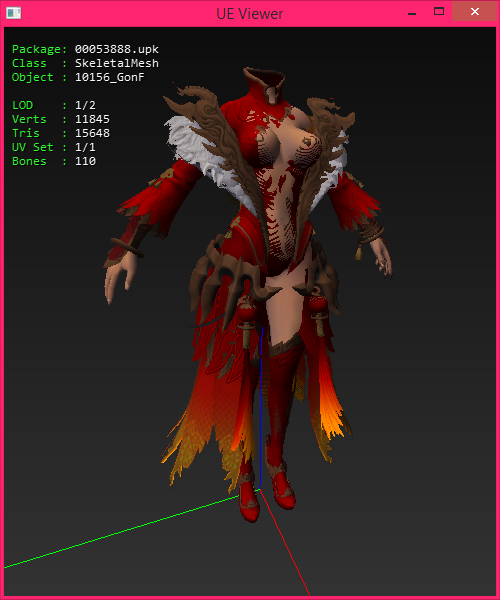 UE Viewer
Package: 00053888.upk
Class : SkeletalMesh
Object : 10156_GonF
LOD : 1/2
Verts : 11845
Tris : 15648
UV Set : 1/1
Bones : 110